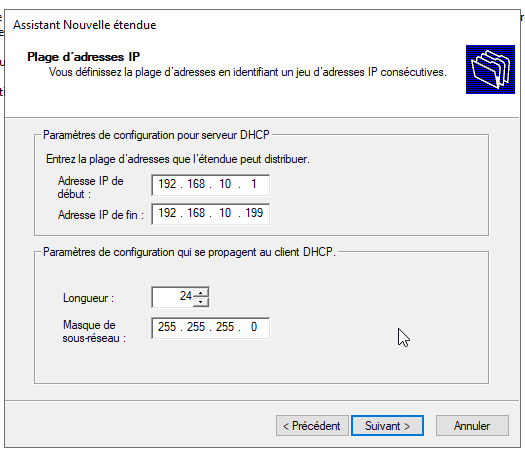 Assistant Nouvelle étendue
Plage d'adresses IP
Vous définissez la plage d'adresses en identifiant un jeu d'adresses IP consécutives.
Paramètres de configuration pour serveur DHCP
Entrez la plage d'adresses que l'étendue peut distribuer.
Adresse IP de
début :
192 . 168 . 10 . 1
Adresse IP de fin :
192 . 168 . 10 . 199
Paramètres de configuration qui se propagent au client DHCP.
Longueur :
24
Masque de
sous-réseau :
255 . 255 . 255 . 0
< Précédent
Suivant >
Annuler